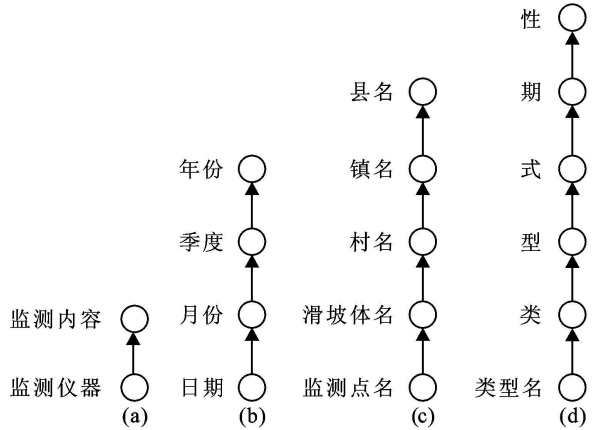 性
县名 期
年份 镇名 式
季度 村名 型
监测内容 月份 滑坡体名 类
监测仪器 日期 监测点名 类型名
(a) (b) (c) (d)